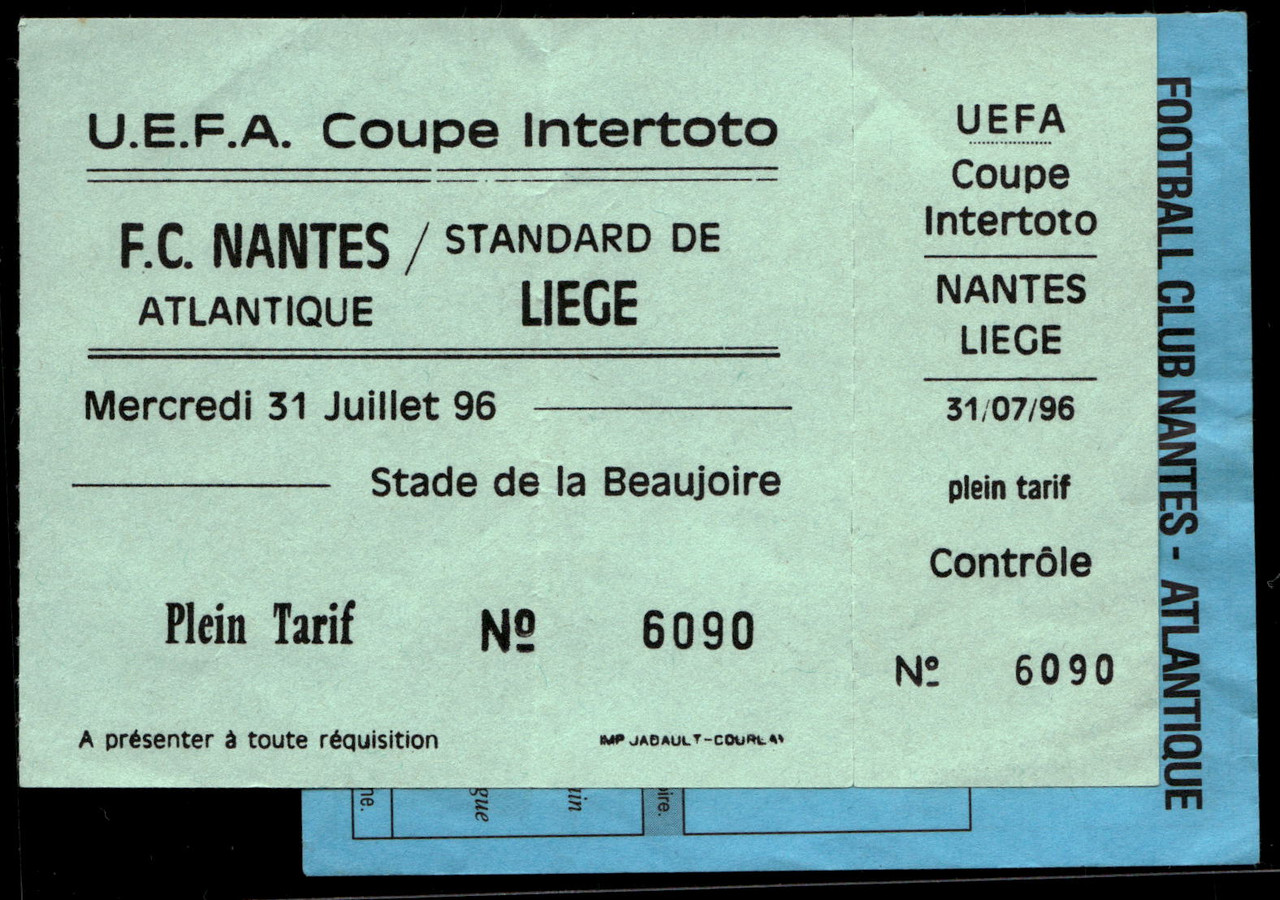 U.E.F.A. Coupe Intertoto
F.C. NANTES / STANDARD DE
ATLANTIQUE LIEGE
Mercredi 31 Juillet 96
Stade de la Beaujoire
Plein Tarif Nº 6090
A présenter à toute réquisition
IMP JADAULT-COURLAY
UEFA
Coupe
Intertoto
NANTES
LIEGE
31/07/96
plein tarif
Contrôle
Nº 6090
FOOTBALL CLUB NANTES - ATLANTIQUE